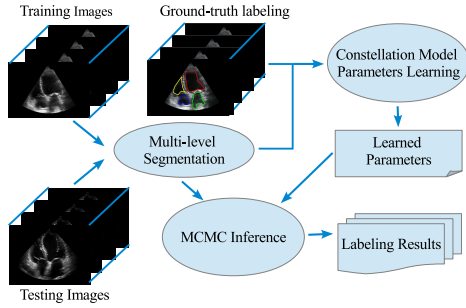 Training Images
Ground-truth labeling
Constellation Model
Parameters Learning
Multi-level
Segmentation
Learned
Parameters
MCMC Inference
Labeling Results
Testing Images